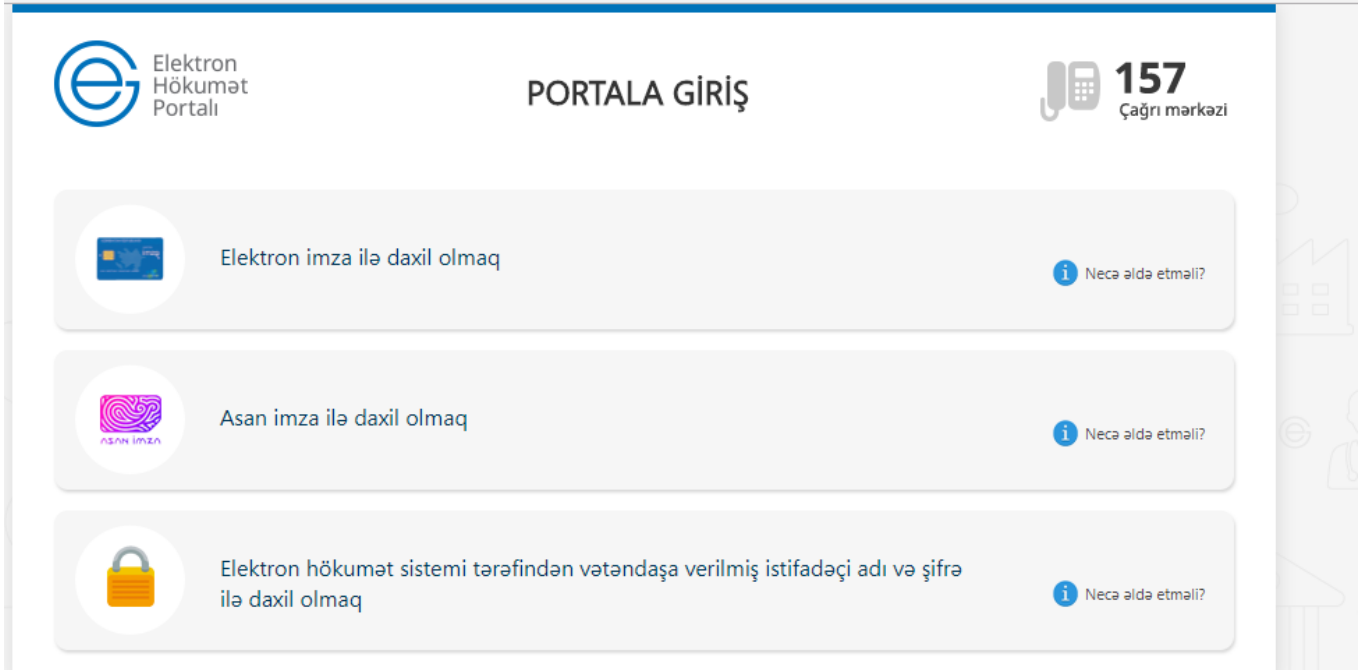 Elektron
Hökumət
Portalı
PORTALA GİRİŞ
157
Çağrı mərkəzi
Elektron imza ilə daxil olmaq
Necə əldə etməli?
ASAN İMZA
Asan imza ilə daxil olmaq
Necə əldə etməli?
Elektron hökumət sistemi tərəfindən vətəndaşa verilmiş istifadəçi adı və şifrə
ilə daxil olmaq
Necə əldə etməli?